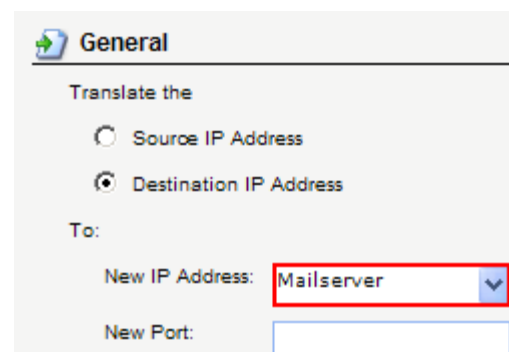 General
Translate the
Source IP Address
Destination IP Address
To:
New IP Address: Mailserver
New Port: